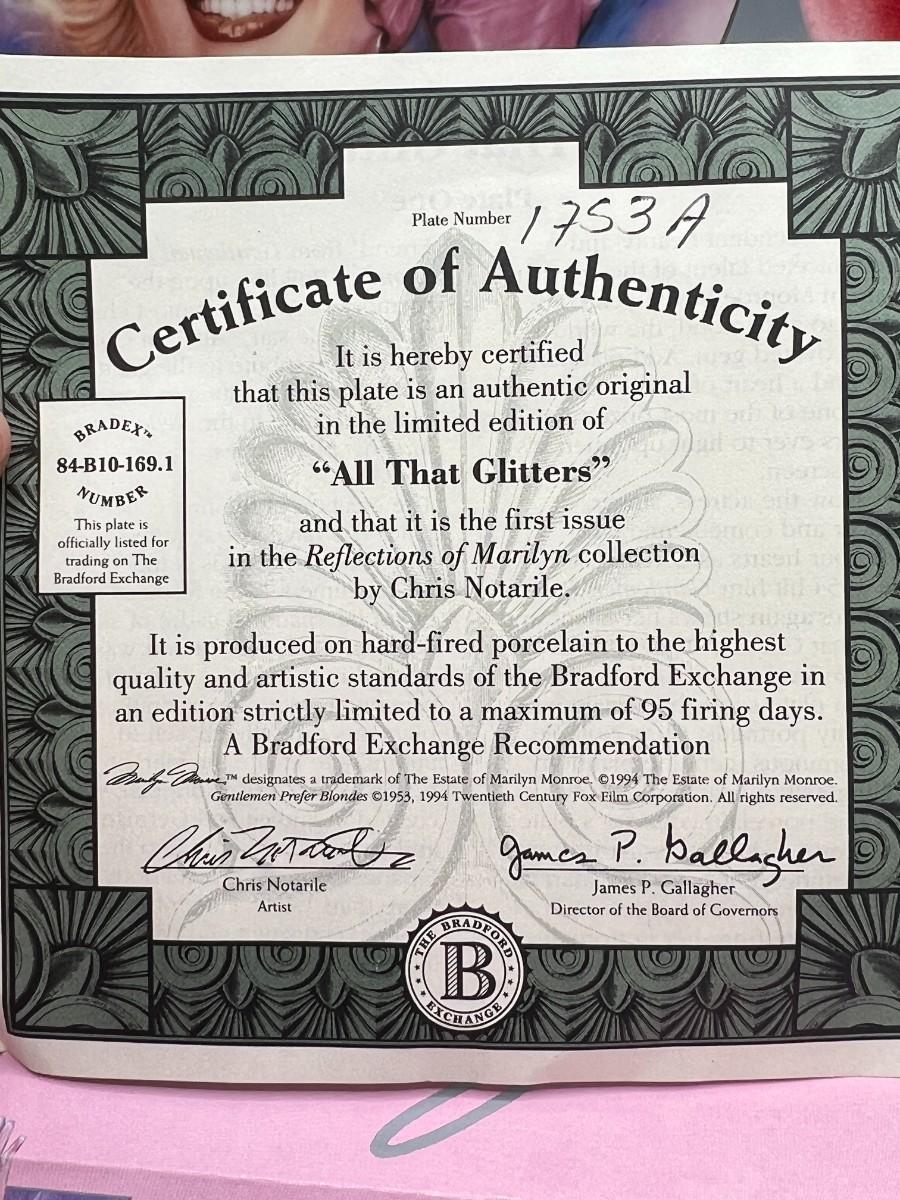 Plate Number 1753A
Certificate of Authenticity
It is hereby certified
that this plate is an authentic original
in the limited edition of
“All That Glitters”
and that it is the first issue
in the Reflections of Marilyn collection
by Chris Notarile.
BRADEX™
84-B10-169.1
NUMBER
This plate is
officially listed for
trading on The
Bradford Exchange
It is produced on hard-fired porcelain to the highest
quality and artistic standards of the Bradford Exchange in
an edition strictly limited to a maximum of 95 firing days.
A Bradford Exchange Recommendation
Marilyn Monroe™ designates a trademark of The Estate of Marilyn Monroe. ©1994 The Estate of Marilyn Monroe.
Gentlemen Prefer Blondes ©1953, 1994 Twentieth Century Fox Film Corporation. All rights reserved.
Chris Notarile
Chris Notarile
Artist
James P. Gallagher
James P. Gallagher
Director of the Board of Governors
THE BRADFORD
B
EXCHANGE